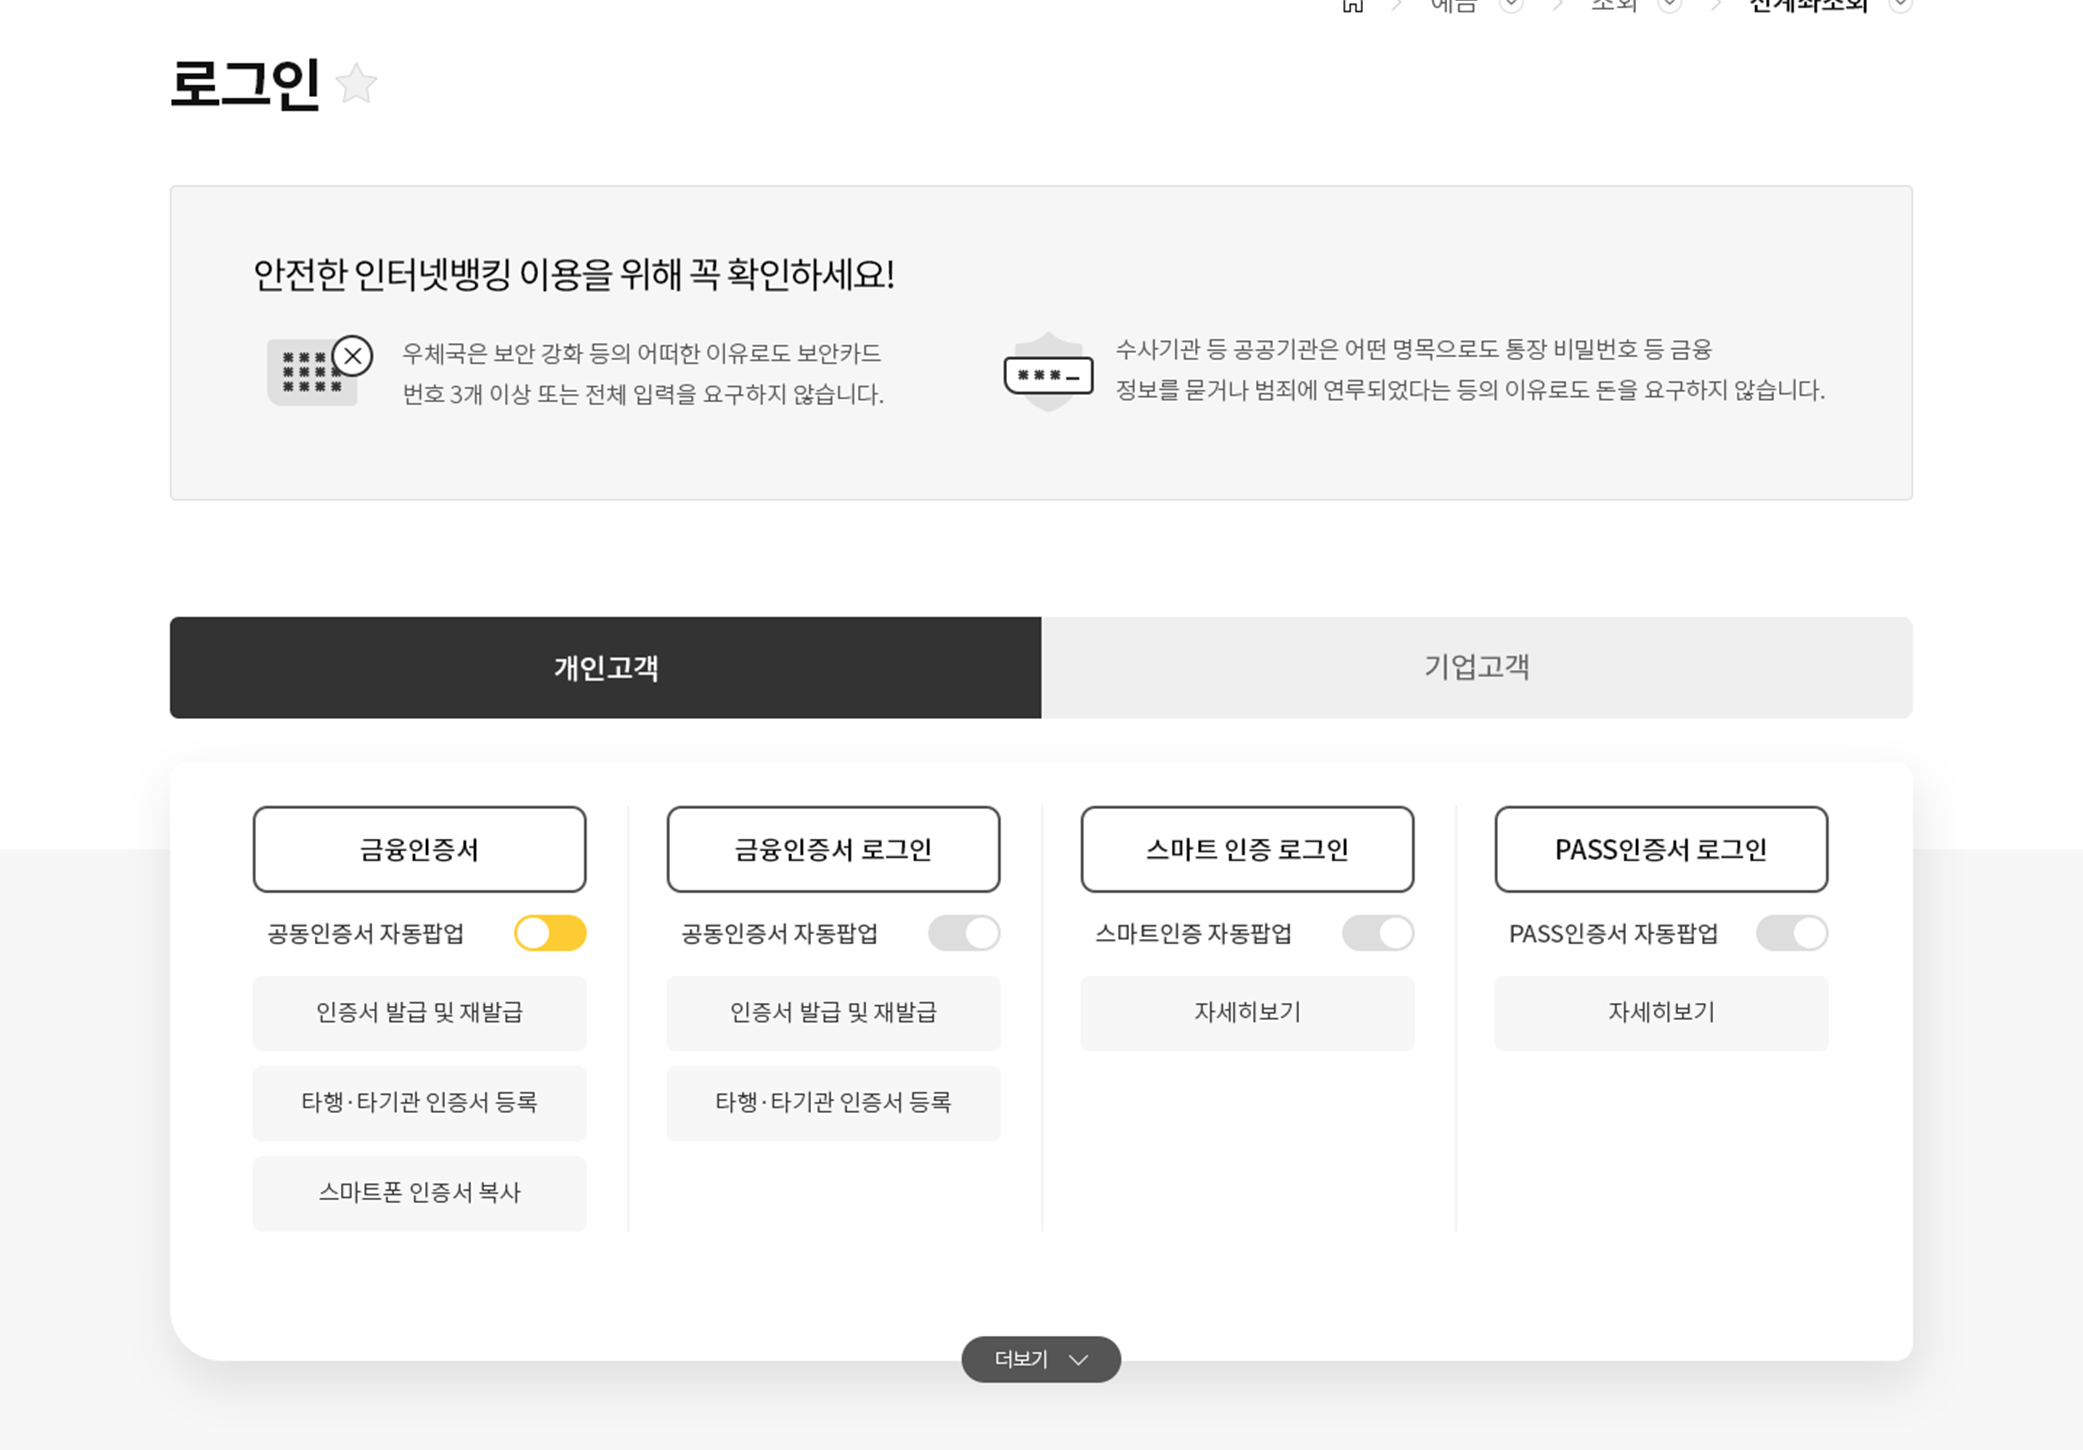 예금
조회
전계좌조회
로그인
안전한 인터넷뱅킹 이용을 위해 꼭 확인하세요!
우체국은 보안 강화 등의 어떠한 이유로도 보안카드
번호 3개 이상 또는 전체 입력을 요구하지 않습니다.
수사기관 등 공공기관은 어떤 명목으로도 통장 비밀번호 등 금융
정보를 묻거나 범죄에 연루되었다는 등의 이유로도 돈을 요구하지 않습니다.
개인고객
기업고객
금융인증서
공동인증서 자동팝업
인증서 발급 및 재발급
타행·타기관 인증서 등록
스마트폰 인증서 복사
금융인증서 로그인
공동인증서 자동팝업
인증서 발급 및 재발급
타행·타기관 인증서 등록
스마트 인증 로그인
스마트인증 자동팝업
자세히보기
PASS인증서 로그인
PASS인증서 자동팝업
자세히보기
더보기